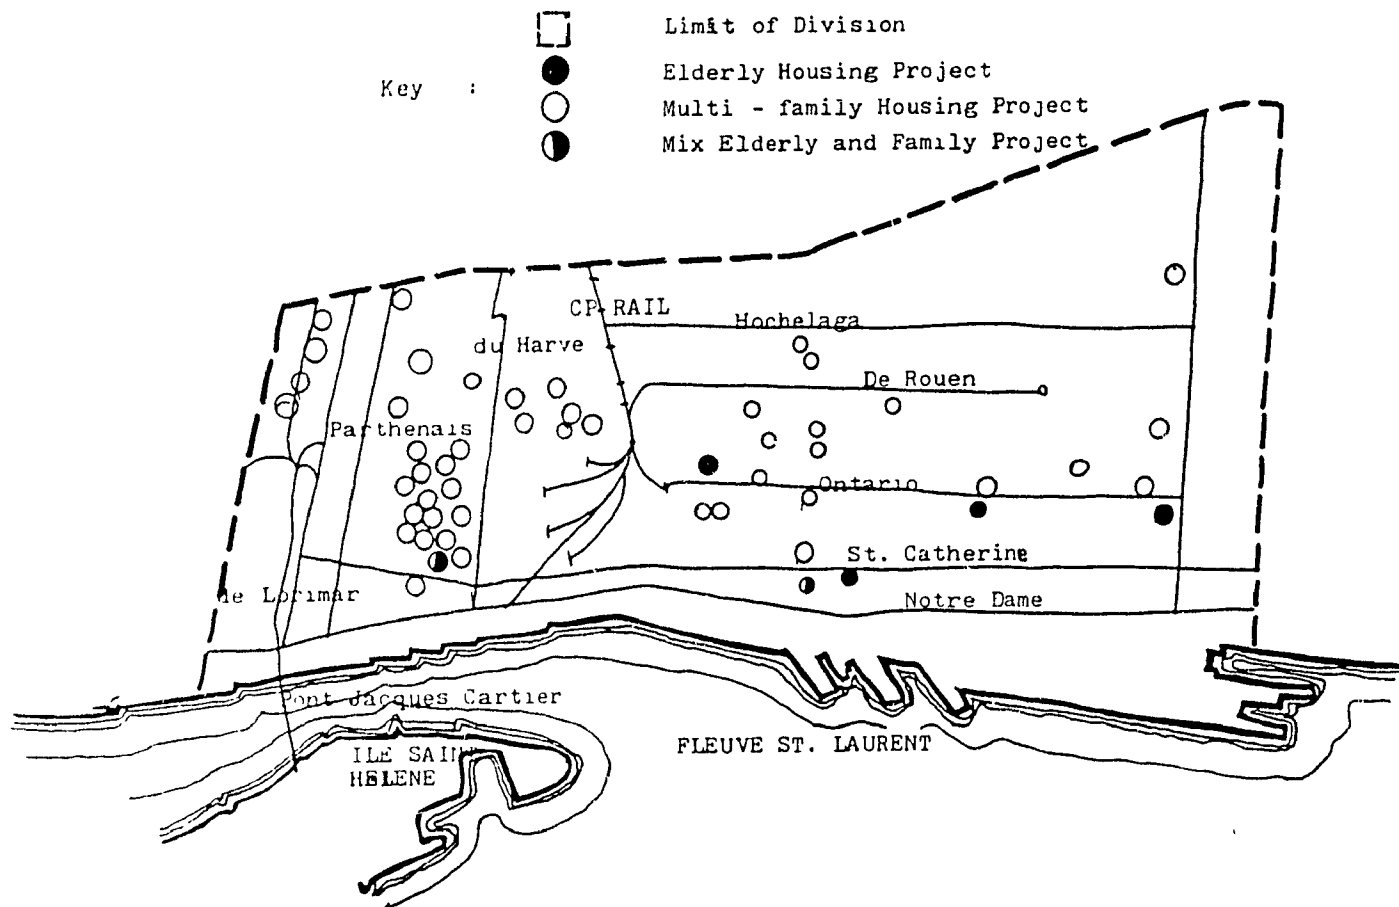 Limit of Division
Key :
Elderly Housing Project
Multi - family Housing Project
Mix Elderly and Family Project
CP RAIL
Hochelaga
du Harve
De Rouen
Parthenais
Ontario
St. Catherine
de Lorimar
Notre Dame
Pont Jacques Cartier
FLEUVE ST. LAURENT
ILE SAINT
HELENE